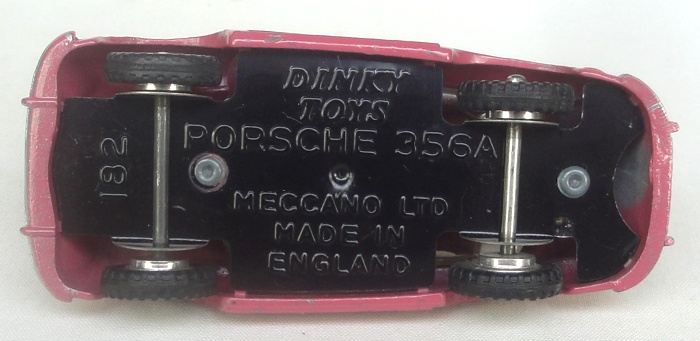 DINKY
TOYS
PORSCHE 356A
182
MECCANO LTD
MADE IN
ENGLAND